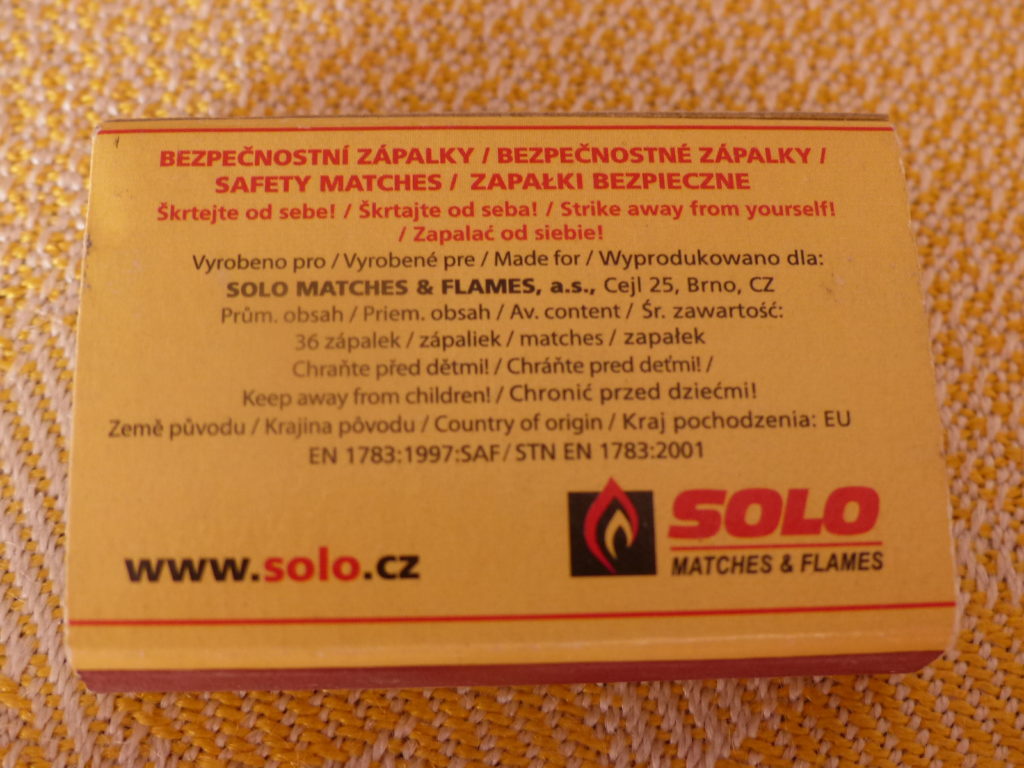 BEZPEČNOSTNÍ ZÁPALKY / BEZPEČNOSTNÉ ZÁPALKY /
SAFETY MATCHES / ZAPAŁKI BEZPIECZNE
Škrtejte od sebe! / Škrtajte od seba! / Strike away from yourself!
/ Zapalać od siebie!
Vyrobeno pro / Vyrobené pre / Made for / Wyprodukowano dla:
SOLO MATCHES & FLAMES, a.s., Cejl 25, Brno, CZ
Prům. obsah / Priem. obsah / Av. content / Śr. zawartość:
36 zápalek / zápaliek / matches / zapałek
Chraňte před dětmi! / Chráňte pred deťmi! /
Keep away from children! / Chronić przed dziećmi!
Země původu / Krajina pôvodu / Country of origin / Kraj pochodzenia: EU
EN 1783:1997:SAF / STN EN 1783:2001
SOLO
MATCHES & FLAMES
www.solo.cz